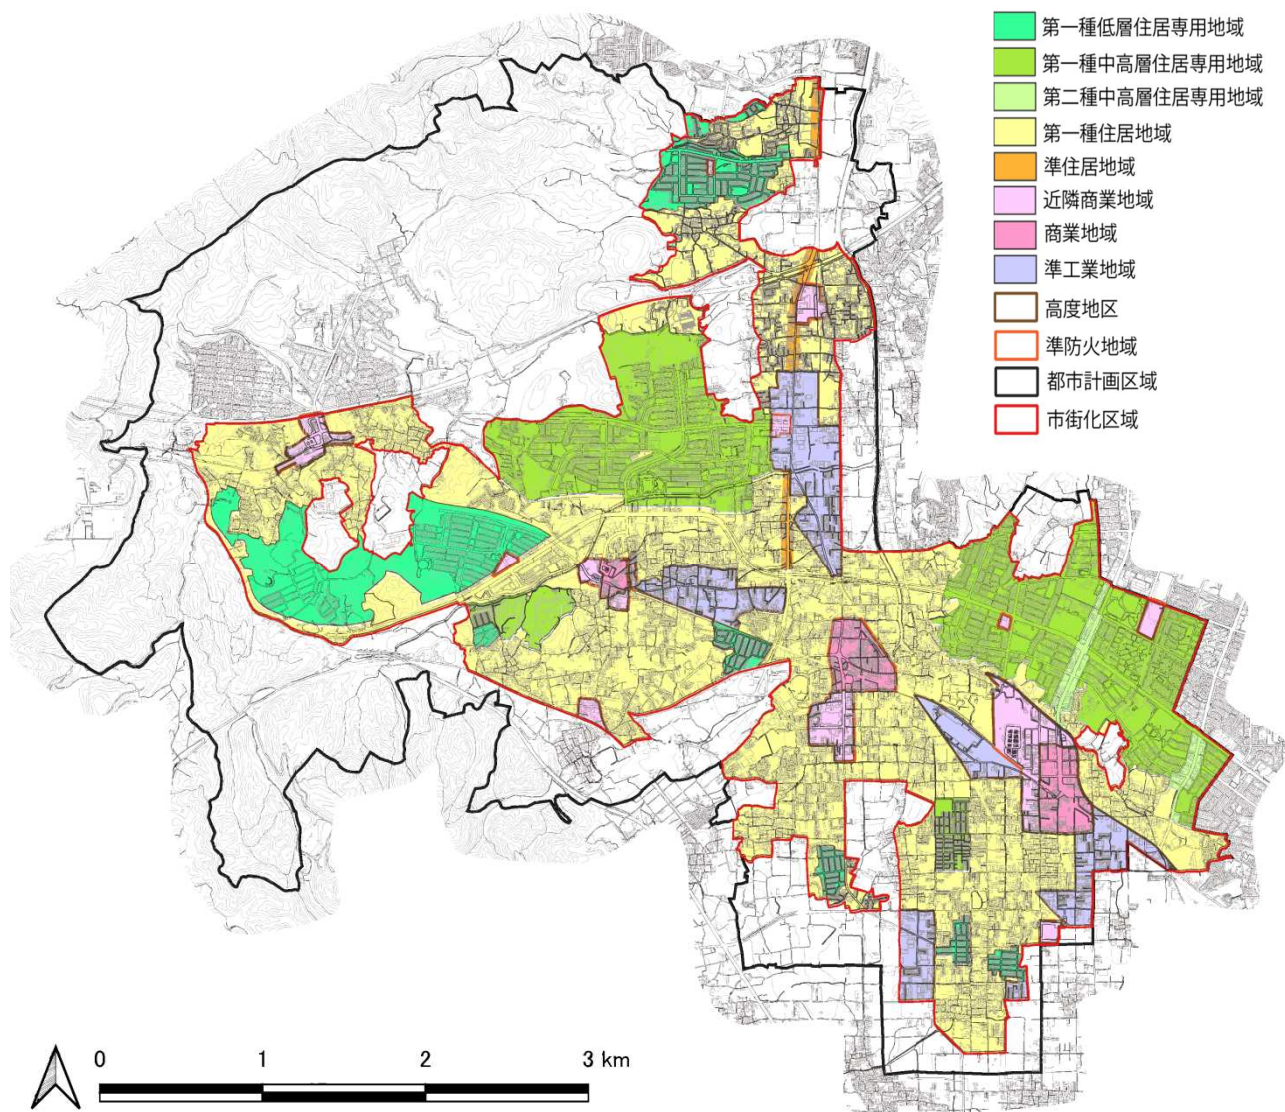 第一種低層住居専用地域
第一種中高層住居専用地域
第二種中高層住居専用地域
第一種住居地域
準住居地域
近隣商業地域
商業地域
準工業地域
高度地区
準防火地域
都市計画区域
市街化区域
0 1 2 3 km